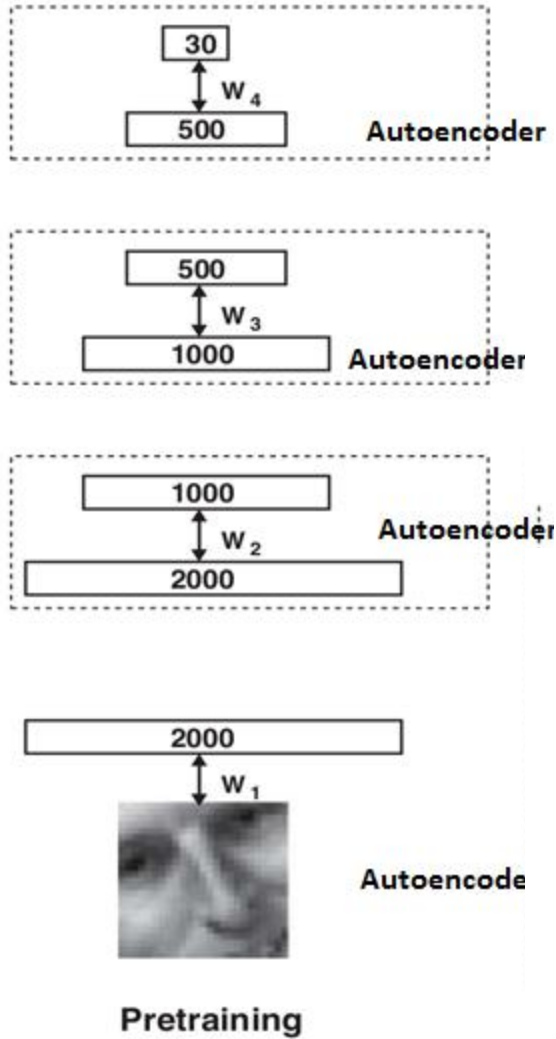 30
W4
500
Autoencoder
500
W3
1000
Autoencoder
1000
W2
Autoencoder
2000
2000
W1
Autoencode
Pretraining